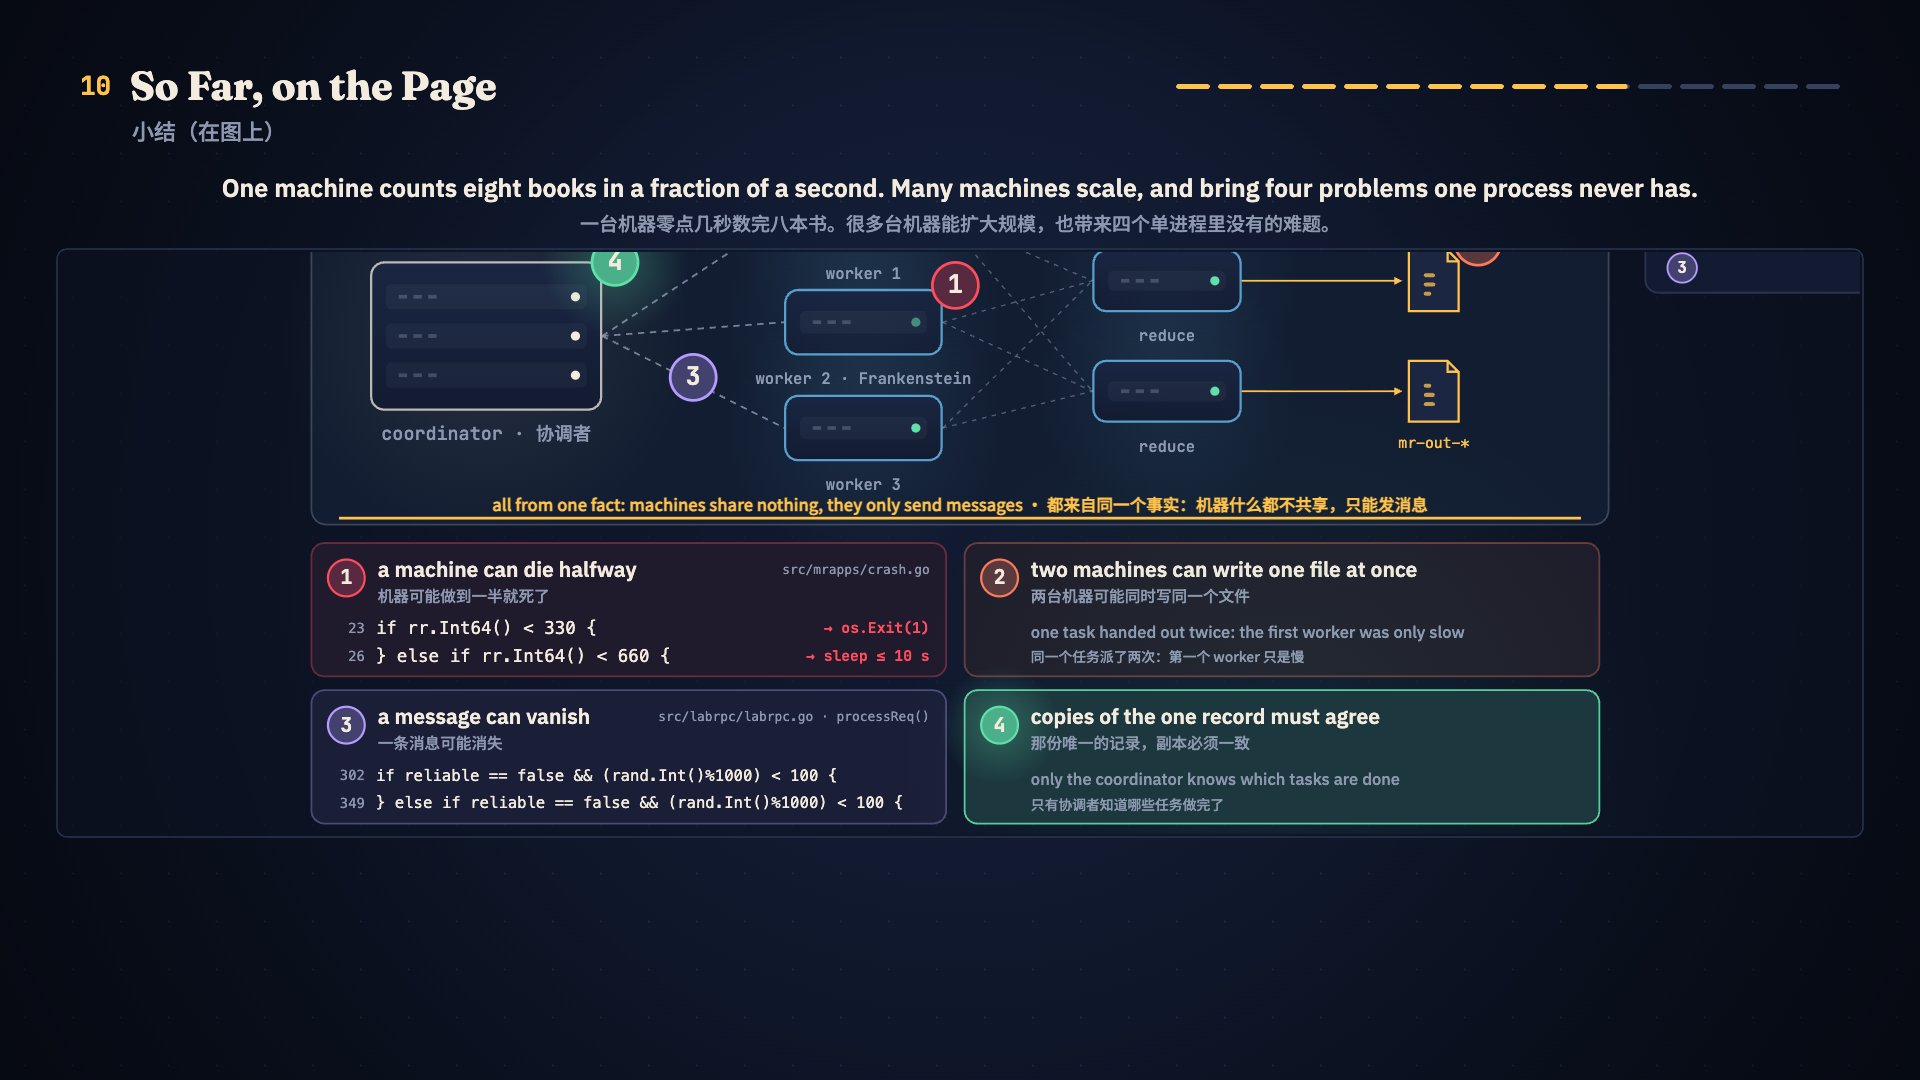 10 So Far, on the Page
小结（在图上）
One machine counts eight books in a fraction of a second. Many machines scale, and bring four problems one process never has.
一台机器零点几秒数完八本书。很多台机器能扩大规模，也带来四个单进程里没有的难题。
4
worker 1
1
3
reduce
3
worker 2 · Frankenstein
coordinator · 协调者
reduce
mr-out-*
worker 3
all from one fact: machines share nothing, they only send messages · 都来自同一个事实：机器什么都不共享，只能发消息
1 a machine can die halfway src/mrapps/crash.go
机器可能做到一半就死了
23 if rr.Int64() < 330 { → os.Exit(1)
26 } else if rr.Int64() < 660 { → sleep ≤ 10 s
2 two machines can write one file at once
两台机器可能同时写同一个文件
one task handed out twice: the first worker was only slow
同一个任务派了两次：第一个 worker 只是慢
3 a message can vanish src/labrpc/labrpc.go · processReq()
一条消息可能消失
302 if reliable == false && (rand.Int()%1000) < 100 {
349 } else if reliable == false && (rand.Int()%1000) < 100 {
4 copies of the one record must agree
那份唯一的记录，副本必须一致
only the coordinator knows which tasks are done
只有协调者知道哪些任务做完了